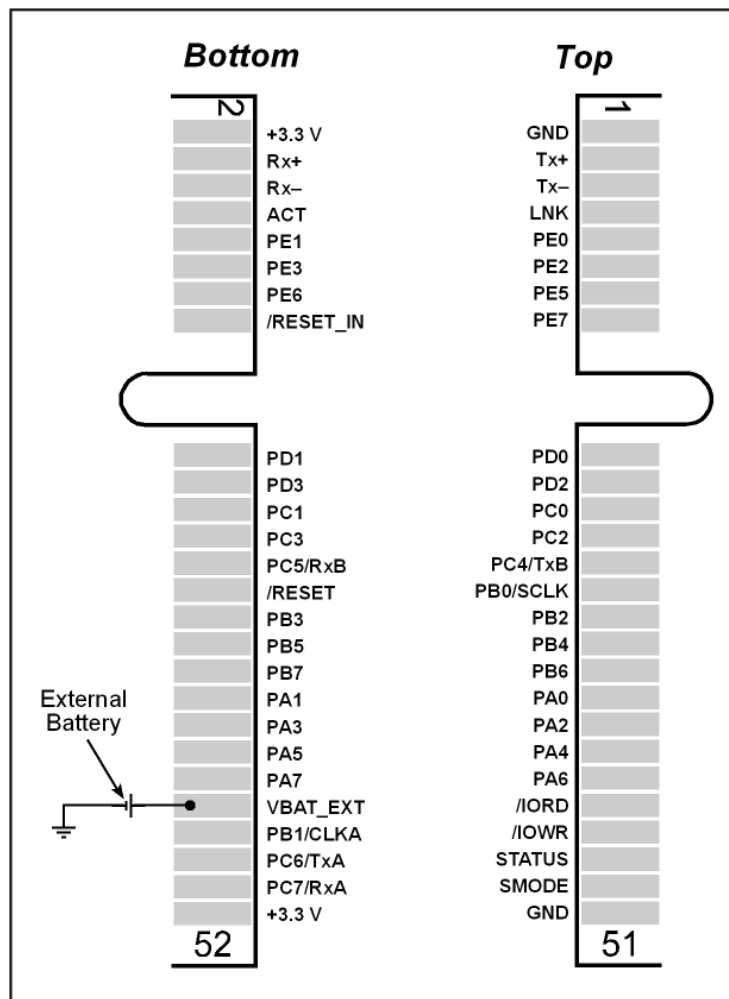 Bottom
Top
2
1
+3.3 V
GND
Rx+
Tx+
Rx–
Tx–
ACT
LNK
PE1
PE0
PE3
PE2
PE6
PE5
/RESET_IN
PE7
PD1
PD0
PD3
PD2
PC1
PC0
PC3
PC2
PC5/RxB
PC4/TxB
/RESET
PB0/SCLK
PB3
PB2
PB5
PB4
PB7
PB6
External
Battery
PA1
PA0
PA3
PA2
PA5
PA4
PA7
PA6
VBAT_EXT
/IORD
PB1/CLKA
/IOWR
PC6/TxA
STATUS
PC7/RxA
SMODE
+3.3 V
GND
52
51